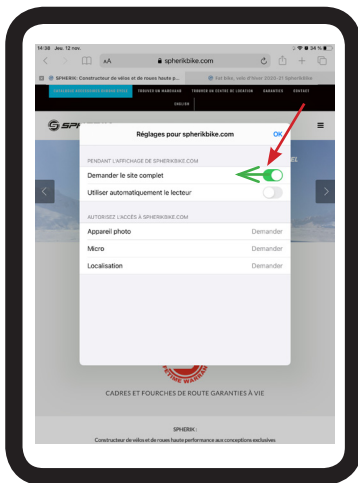 14:38 Jeu. 12 nov. 34 %
AA spherikbike.com
SPHERIK: Constructeur de vélos et de roues haute p... Fat bike, vélo d'hiver 2020-21 Spherikbike
TROUVER UN MARCHAND TROUVER UN CENTRE DE LOCATION GARANTIES CONTACT
ENGLISH
Réglages pour spherikbike.com OK
PENDANT L'AFFICHAGE DE SPHERIKBIKE.COM
Demander le site complet
Utiliser automatiquement le lecteur
AUTORISEZ L'ACCÈS À SPHERIKBIKE.COM
Appareil photo Demander
Micro Demander
Localisation Demander
CADRES ET FOURCHES DE ROUTE GARANTIES À VIE
SPHERIK :
Constructeur de vélos et de roues haute performance aux conceptions exclusives